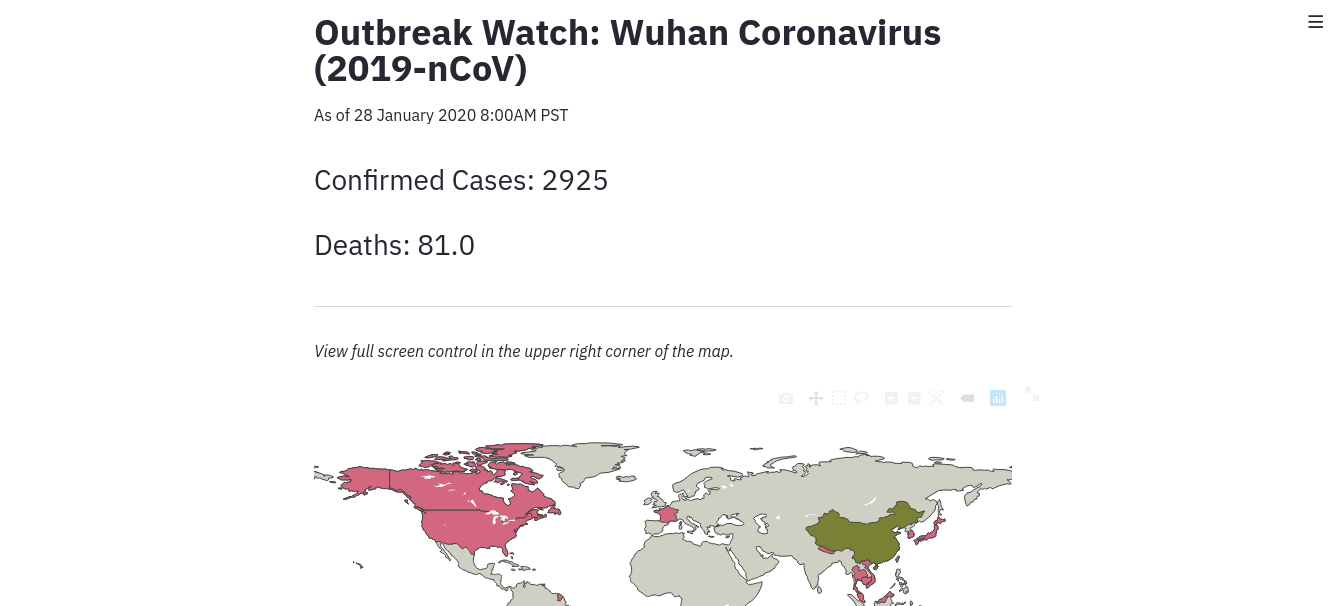 Outbreak Watch: Wuhan Coronavirus
(2019-nCoV)
As of 28 January 2020 8:00AM PST
Confirmed Cases: 2925
Deaths: 81.0
View full screen control in the upper right corner of the map.